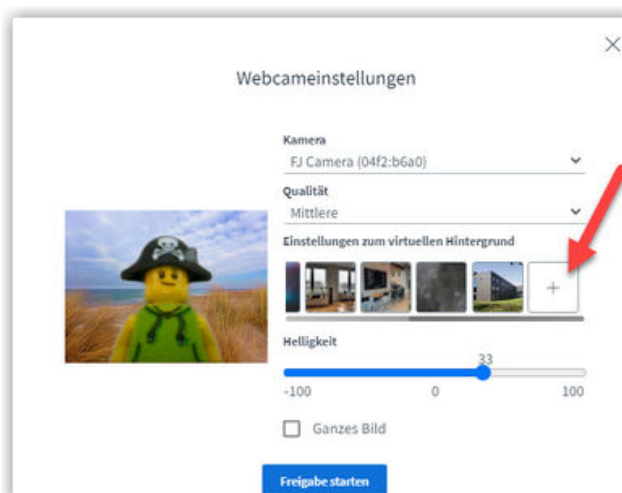 Webcameinstellungen
Kamera
FJ Camera (04f2:b6a0)
Qualität
Mittlere
Einstellungen zum virtuellen Hintergrund
Helligkeit
33
-100 0 100
Ganzes Bild
Freigabe starten